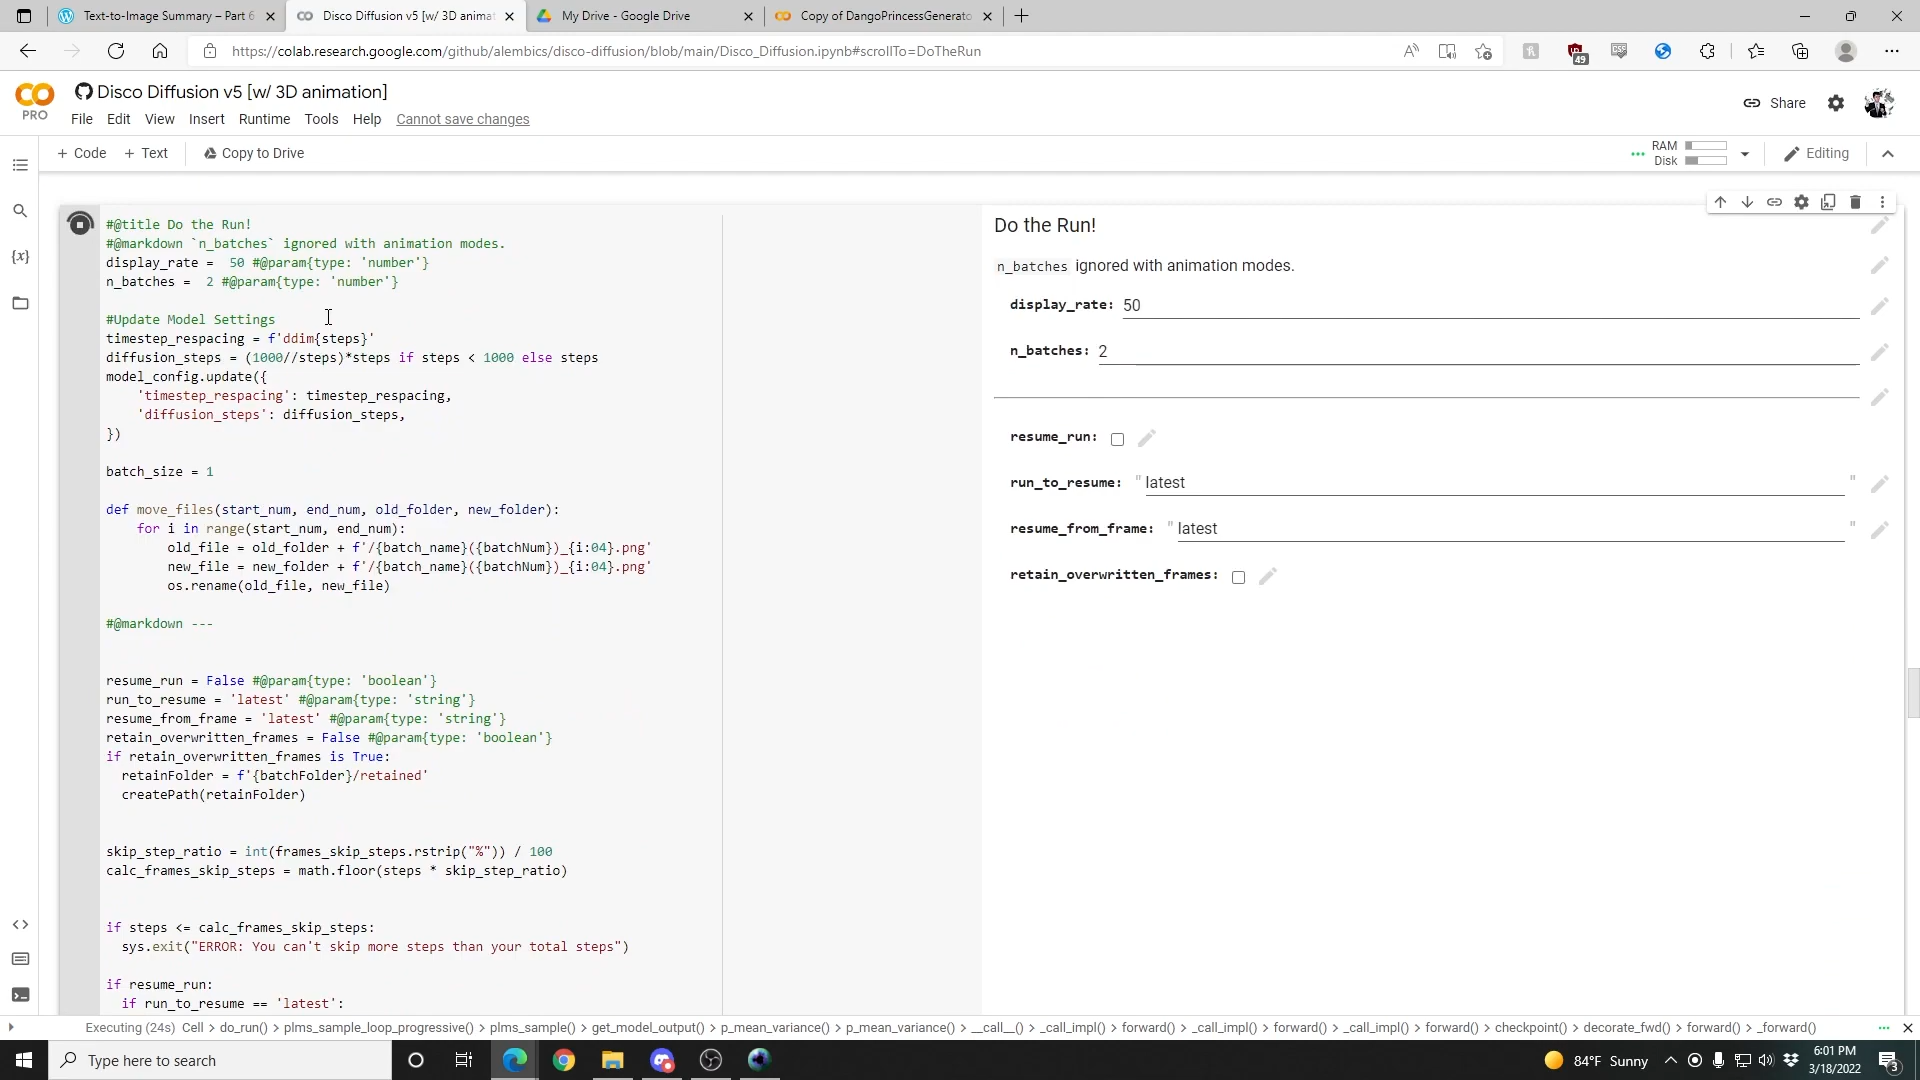 Text-to-Image Summary – Part 6
Disco Diffusion v5 [w/ 3D animat
My Drive - Google Drive
Copy of DangoPrincessGenerato
https://colab.research.google.com/github/alembics/disco-diffusion/blob/main/Disco_Diffusion.ipynb#scrollTo=DoTheRun
49
Disco Diffusion v5 [w/ 3D animation]
PRO
File Edit View Insert Runtime Tools Help Cannot save changes
Share
+ Code + Text Copy to Drive
RAM
Disk
Editing
#@title Do the Run!
#@markdown `n_batches` ignored with animation modes.
display_rate = 50 #@param{type: 'number'}
n_batches = 2 #@param{type: 'number'}
#Update Model Settings
timestep_respacing = f'ddim{steps}'
diffusion_steps = (1000//steps)*steps if steps < 1000 else steps
model_config.update({
'timestep_respacing': timestep_respacing,
'diffusion_steps': diffusion_steps,
})
batch_size = 1
def move_files(start_num, end_num, old_folder, new_folder):
for i in range(start_num, end_num):
old_file = old_folder + f'/{batch_name}({batchNum})_{i:04}.png'
new_file = new_folder + f'/{batch_name}({batchNum})_{i:04}.png'
os.rename(old_file, new_file)
#@markdown ---
resume_run = False #@param{type: 'boolean'}
run_to_resume = 'latest' #@param{type: 'string'}
resume_from_frame = 'latest' #@param{type: 'string'}
retain_overwritten_frames = False #@param{type: 'boolean'}
if retain_overwritten_frames is True:
retainFolder = f'{batchFolder}/retained'
createPath(retainFolder)
skip_step_ratio = int(frames_skip_steps.rstrip("%")) / 100
calc_frames_skip_steps = math.floor(steps * skip_step_ratio)
if steps <= calc_frames_skip_steps:
sys.exit("ERROR: You can't skip more steps than your total steps")
if resume_run:
if run_to_resume == 'latest':
Do the Run!
n_batches ignored with animation modes.
display_rate: 50
n_batches: 2
resume_run:
run_to_resume: " latest "
resume_from_frame: " latest "
retain_overwritten_frames:
Executing (24s) Cell > do_run() > plms_sample_loop_progressive() > plms_sample() > get_model_output() > p_mean_variance() > p_mean_variance() > __call__() > _call_impl() > forward() > _call_impl() > forward() > _call_impl() > forward() > checkpoint() > decorate_fwd() > forward() > _forward()
Type here to search
84°F Sunny
6:01 PM
3/18/2022
3